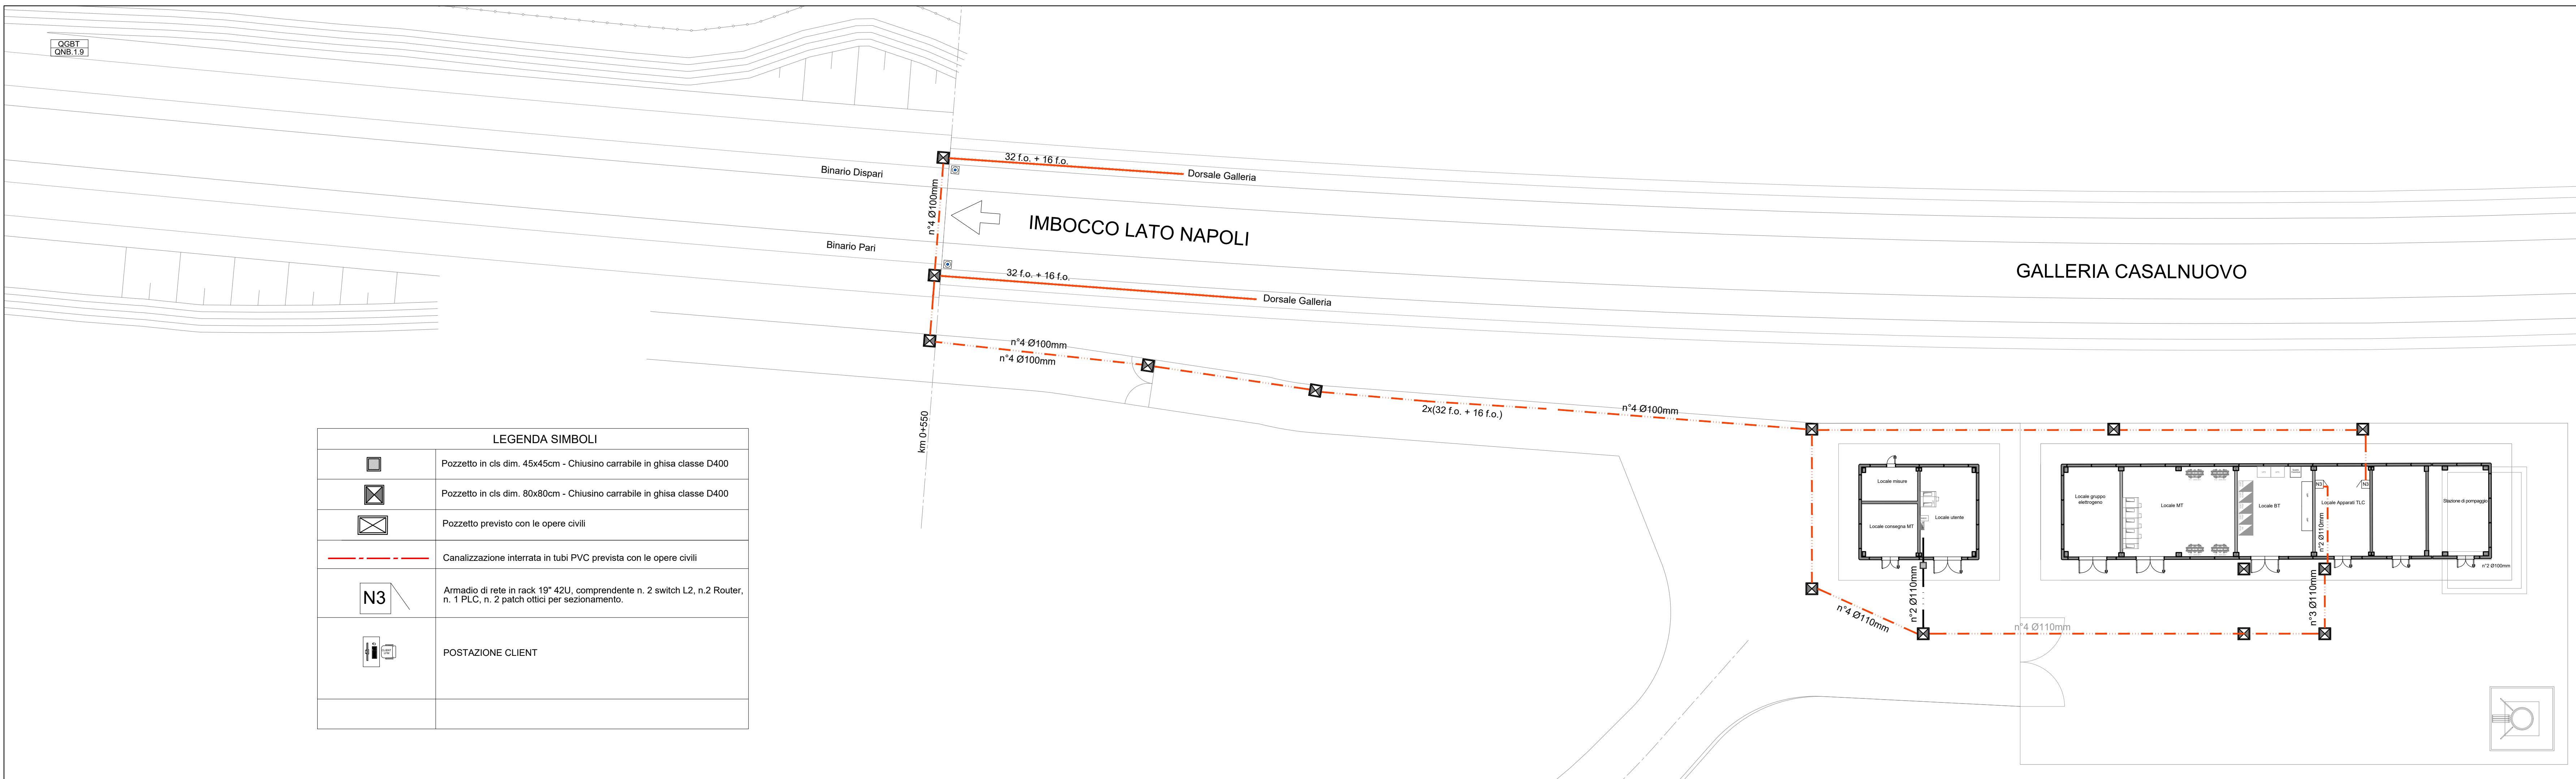 QGBT
QNB.1.9
32 f.o. + 16 f.o.
Dorsale Galleria
Binario Dispari
n°4 Ø100mm
IMBOCCO LATO NAPOLI
Binario Pari
32 f.o. + 16 f.o.
Dorsale Galleria
GALLERIA CASALNUOVO
n°4 Ø100mm
n°4 Ø100mm
2x(32 f.o. + 16 f.o.)
n°4 Ø100mm
km 0+550
LEGENDA SIMBOLI
Pozzetto in cls dim. 45x45cm - Chiusino carrabile in ghisa classe D400
Pozzetto in cls dim. 80x80cm - Chiusino carrabile in ghisa classe D400
Pozzetto previsto con le opere civili
Canalizzazione interrata in tubi PVC prevista con le opere civili
N3
Armadio di rete in rack 19" 42U, comprendente n. 2 switch L2, n.2 Router,
n. 1 PLC, n. 2 patch ottici per sezionamento.
POSTAZIONE CLIENT
Locale misure
Locale consegna MT
Locale utente
Locale gruppo
elettrogeno
Locale MT
Locale BT
N3
N3
Locale Apparati TLC
Stazione di pompaggio
n°2 Ø110mm
n°2 Ø100mm
n°2 Ø110mm
n°3 Ø110mm
n°4 Ø110mm
n°4 Ø110mm